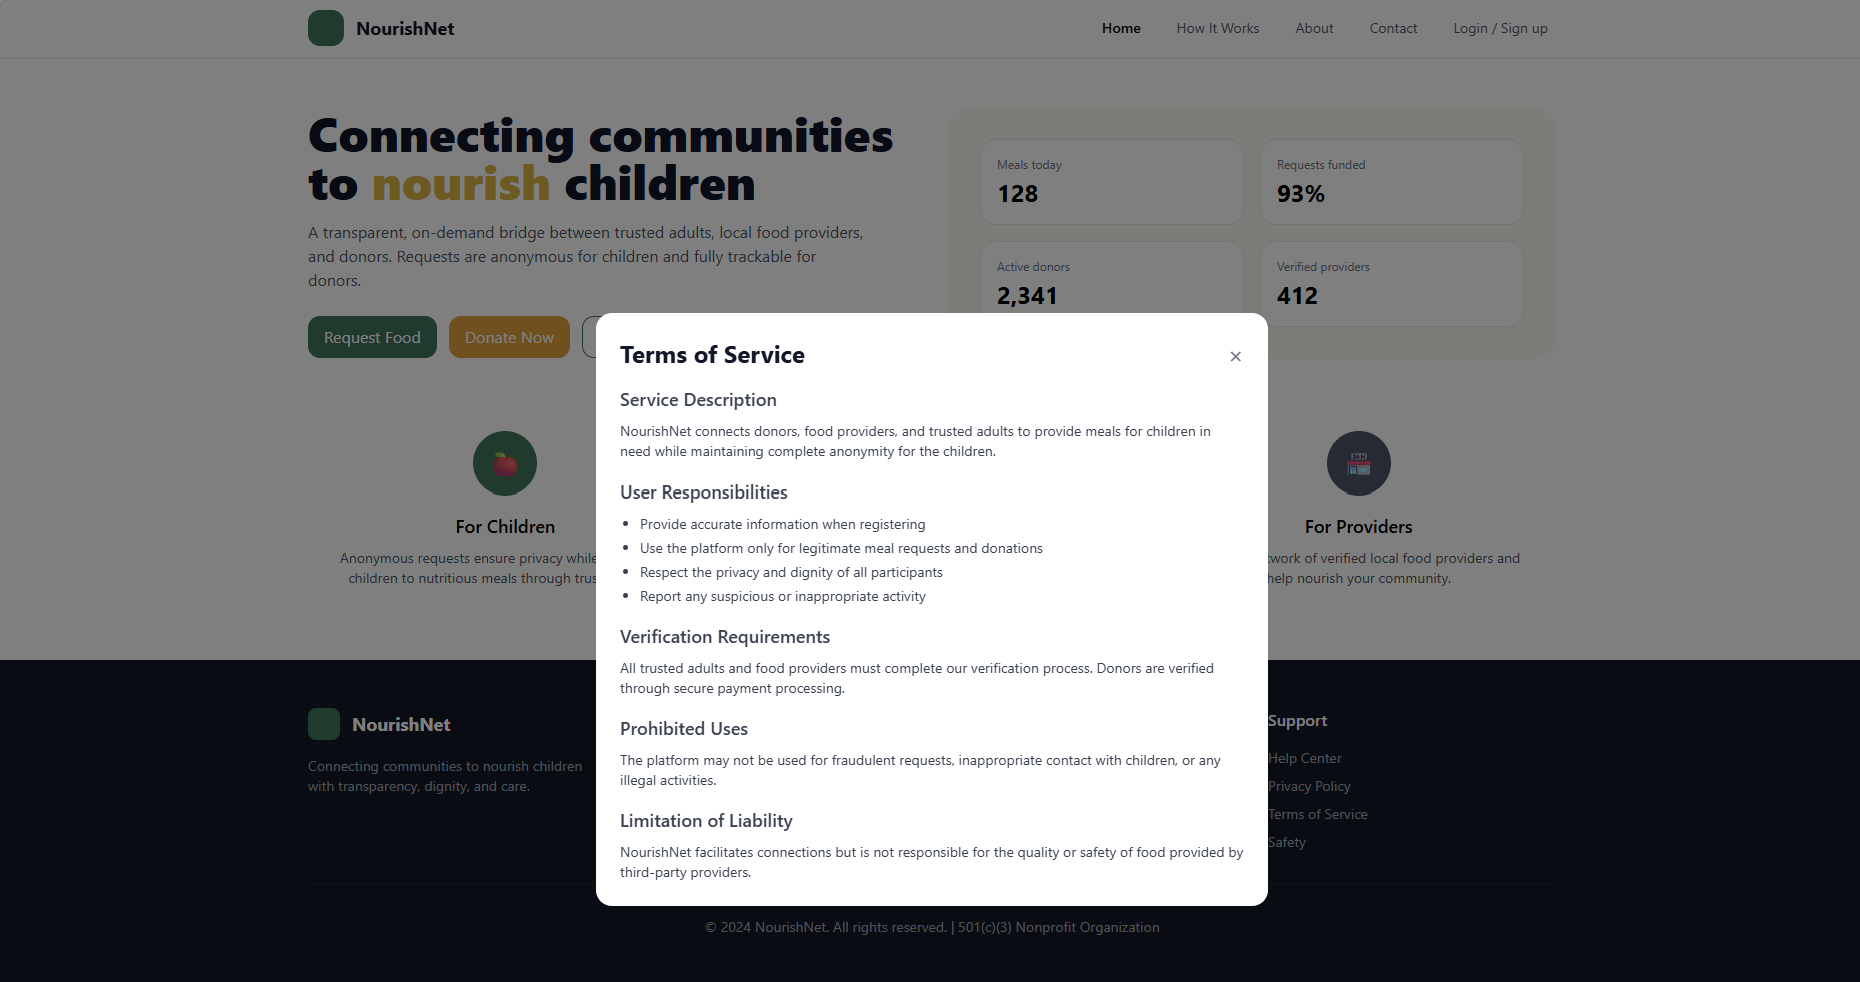 NourishNet
Home
How It Works
About
Contact
Login / Sign up
Connecting communities
to nourish children
A transparent, on-demand bridge between trusted adults, local food providers,
and donors. Requests are anonymous for children and fully trackable for
donors.
Request Food
Donate Now
Meals today
128
Requests funded
93%
Active donors
2,341
Verified providers
412
Terms of Service
×
Service Description
NourishNet connects donors, food providers, and trusted adults to provide meals for children in
need while maintaining complete anonymity for the children.
User Responsibilities
• Provide accurate information when registering
• Use the platform only for legitimate meal requests and donations
• Respect the privacy and dignity of all participants
• Report any suspicious or inappropriate activity
Verification Requirements
All trusted adults and food providers must complete our verification process. Donors are verified
through secure payment processing.
Prohibited Uses
The platform may not be used for fraudulent requests, inappropriate contact with children, or any
illegal activities.
Limitation of Liability
NourishNet facilitates connections but is not responsible for the quality or safety of food provided by
third-party providers.
For Children
Anonymous requests ensure privacy while
children to nutritious meals through
For Providers
of verified local food providers and
help nourish your community.
NourishNet
Connecting communities to nourish children
with transparency, dignity, and care.
Support
Help Center
Privacy Policy
Terms of Service
Safety
© 2024 NourishNet. All rights reserved. | 501(c)(3) Nonprofit Organization